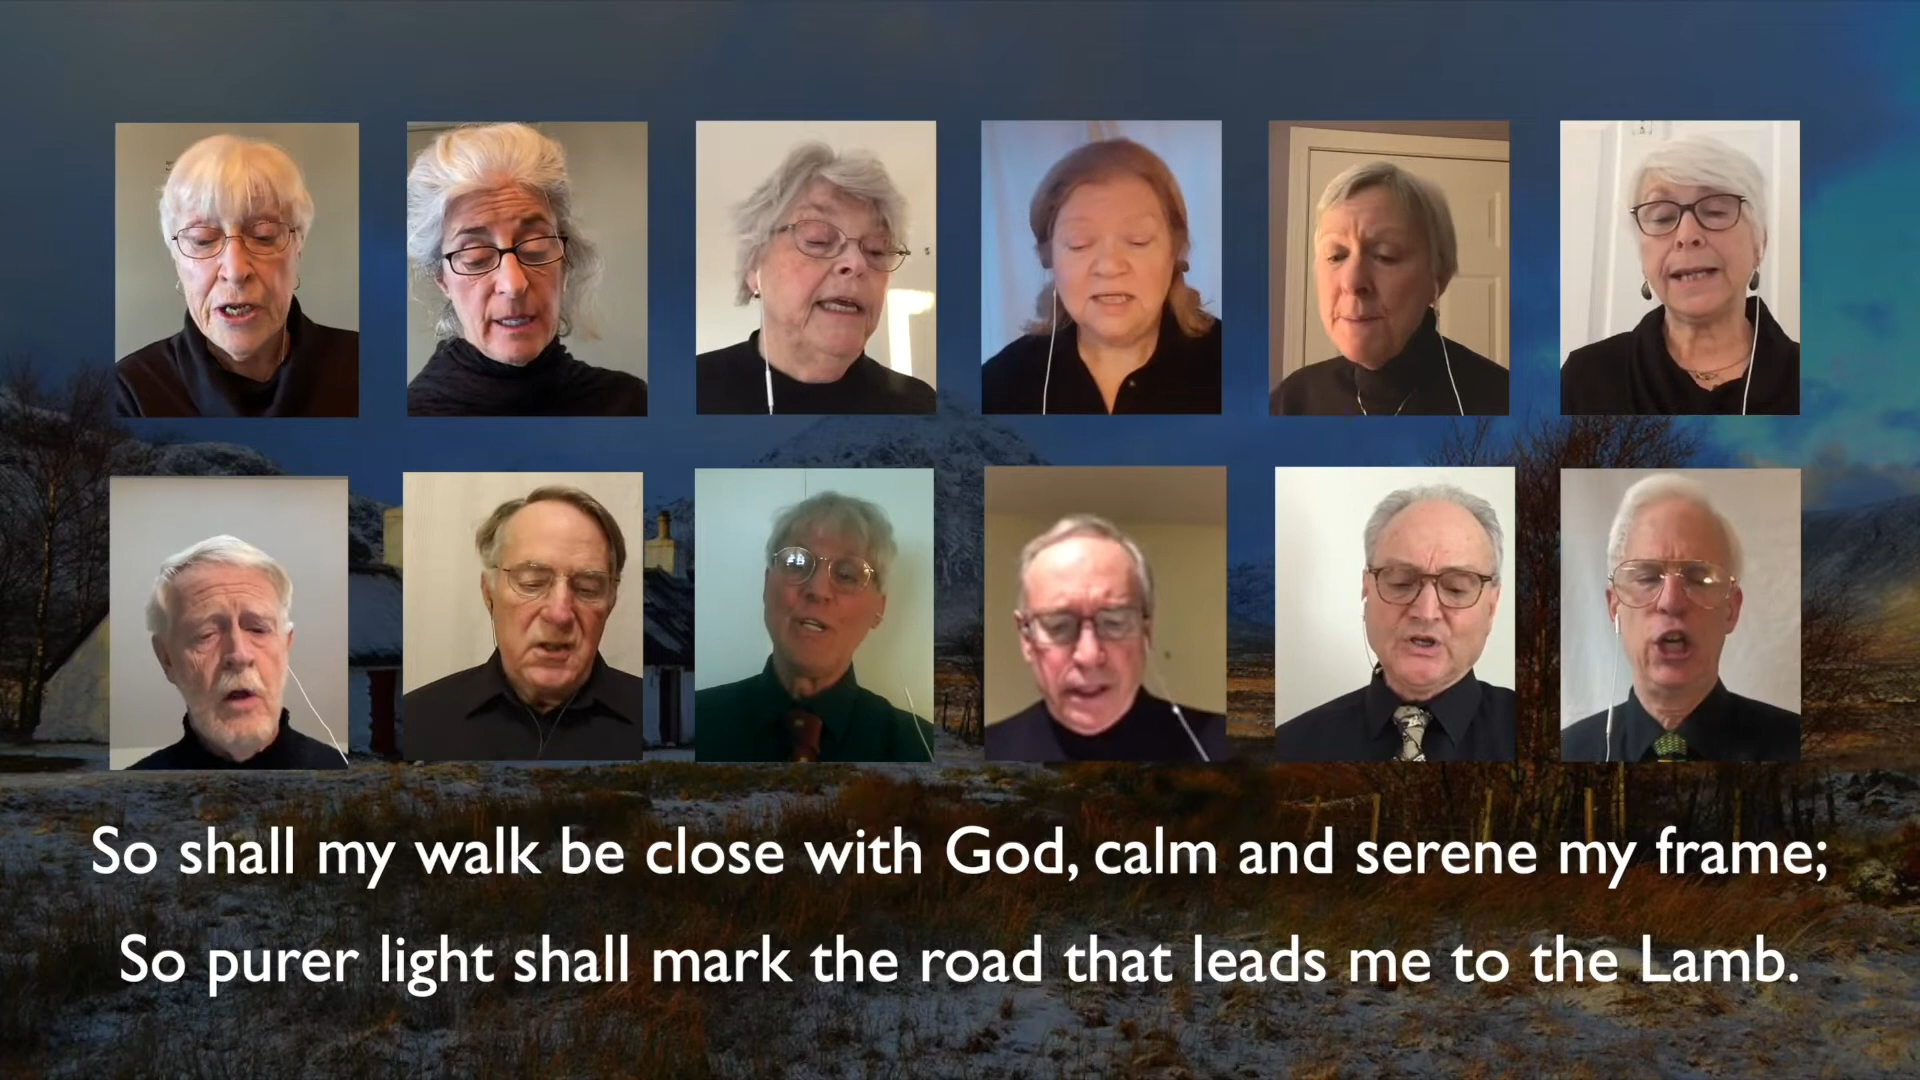 So shall my walk be close with God, calm and serene my frame;
So purer light shall mark the road that leads me to the Lamb.